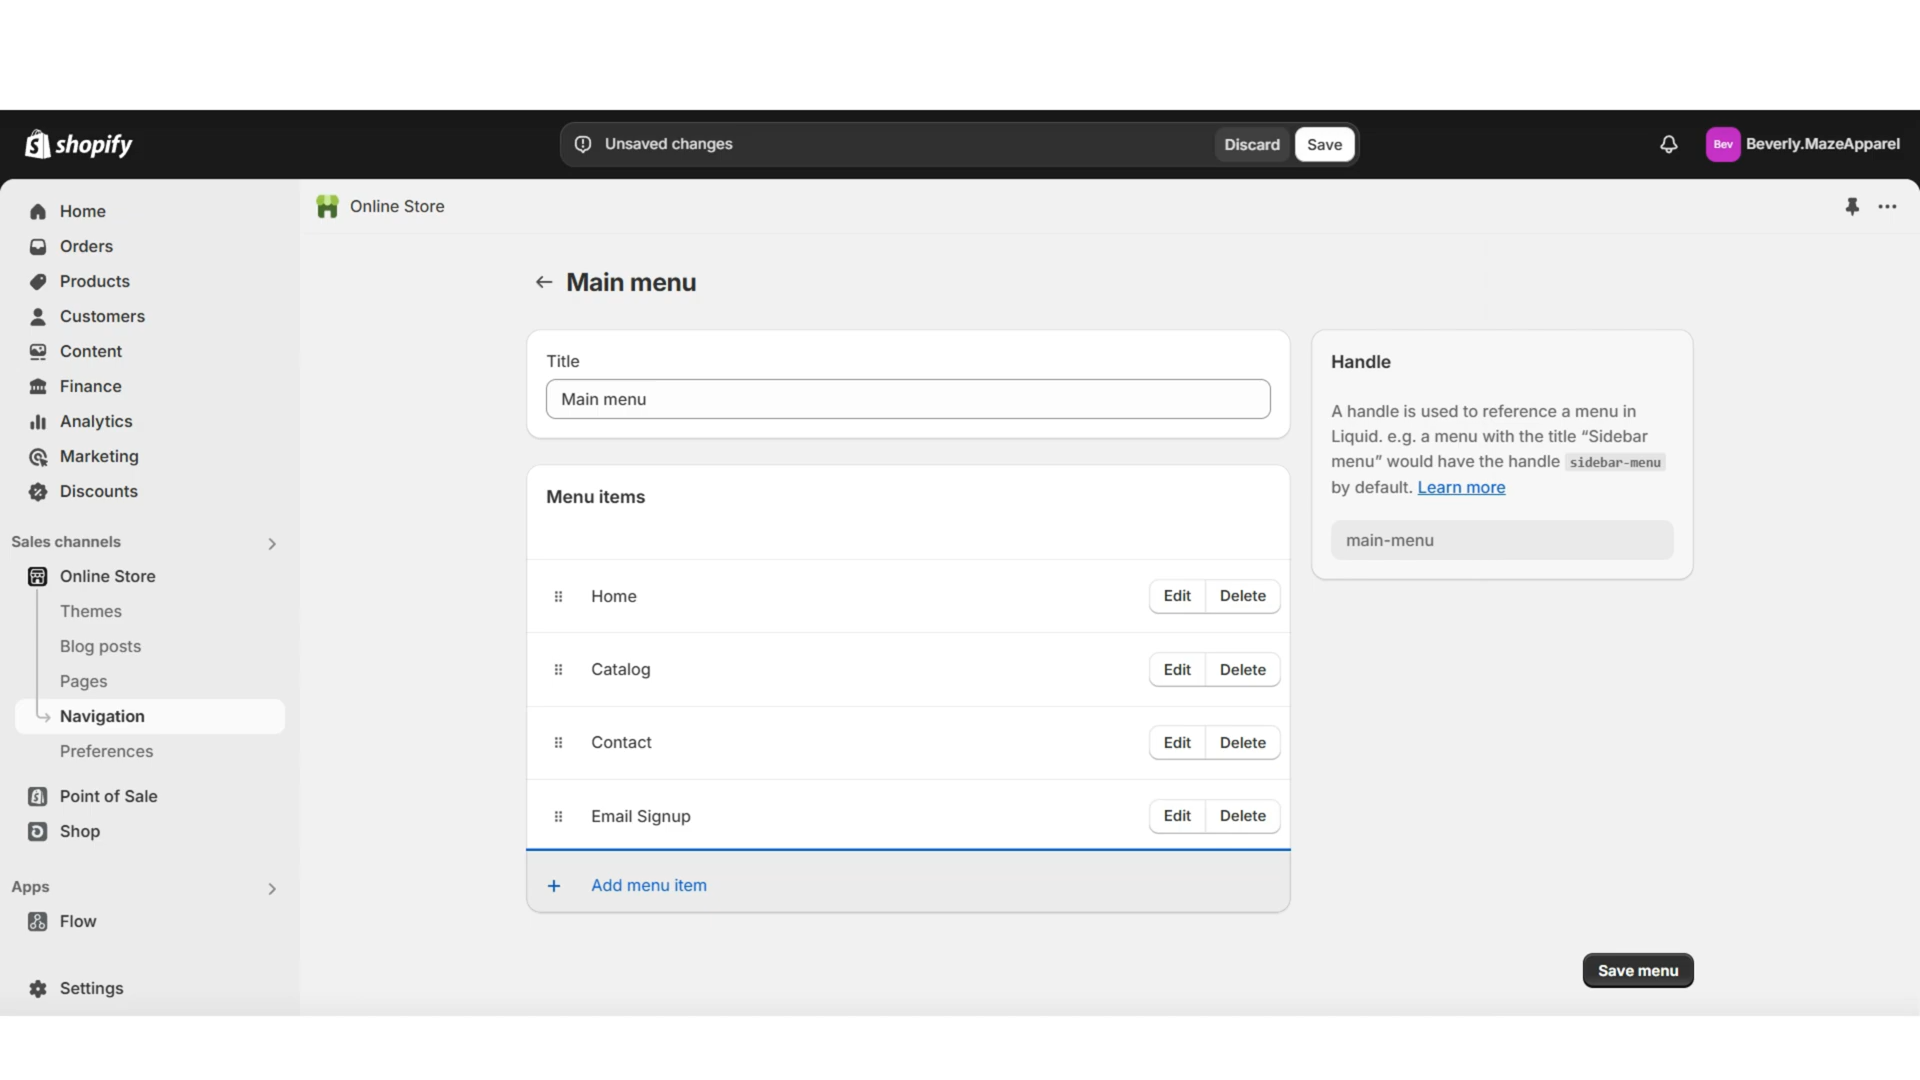 shopify
Unsaved changes
Discard
Save
Bev
Beverly.MazeApparel
Home
Orders
Products
Customers
Content
Finance
Analytics
Marketing
Discounts
Sales channels
Online Store
Themes
Blog posts
Pages
Navigation
Preferences
Point of Sale
Shop
Apps
Flow
Settings
Online Store
Main menu
Title
Main menu
Menu items
Home
Edit
Delete
Catalog
Edit
Delete
Contact
Edit
Delete
Email Signup
Edit
Delete
Add menu item
Handle
A handle is used to reference a menu in
Liquid. e.g. a menu with the title “Sidebar
menu” would have the handle sidebar-menu
by default. Learn more
main-menu
Save menu